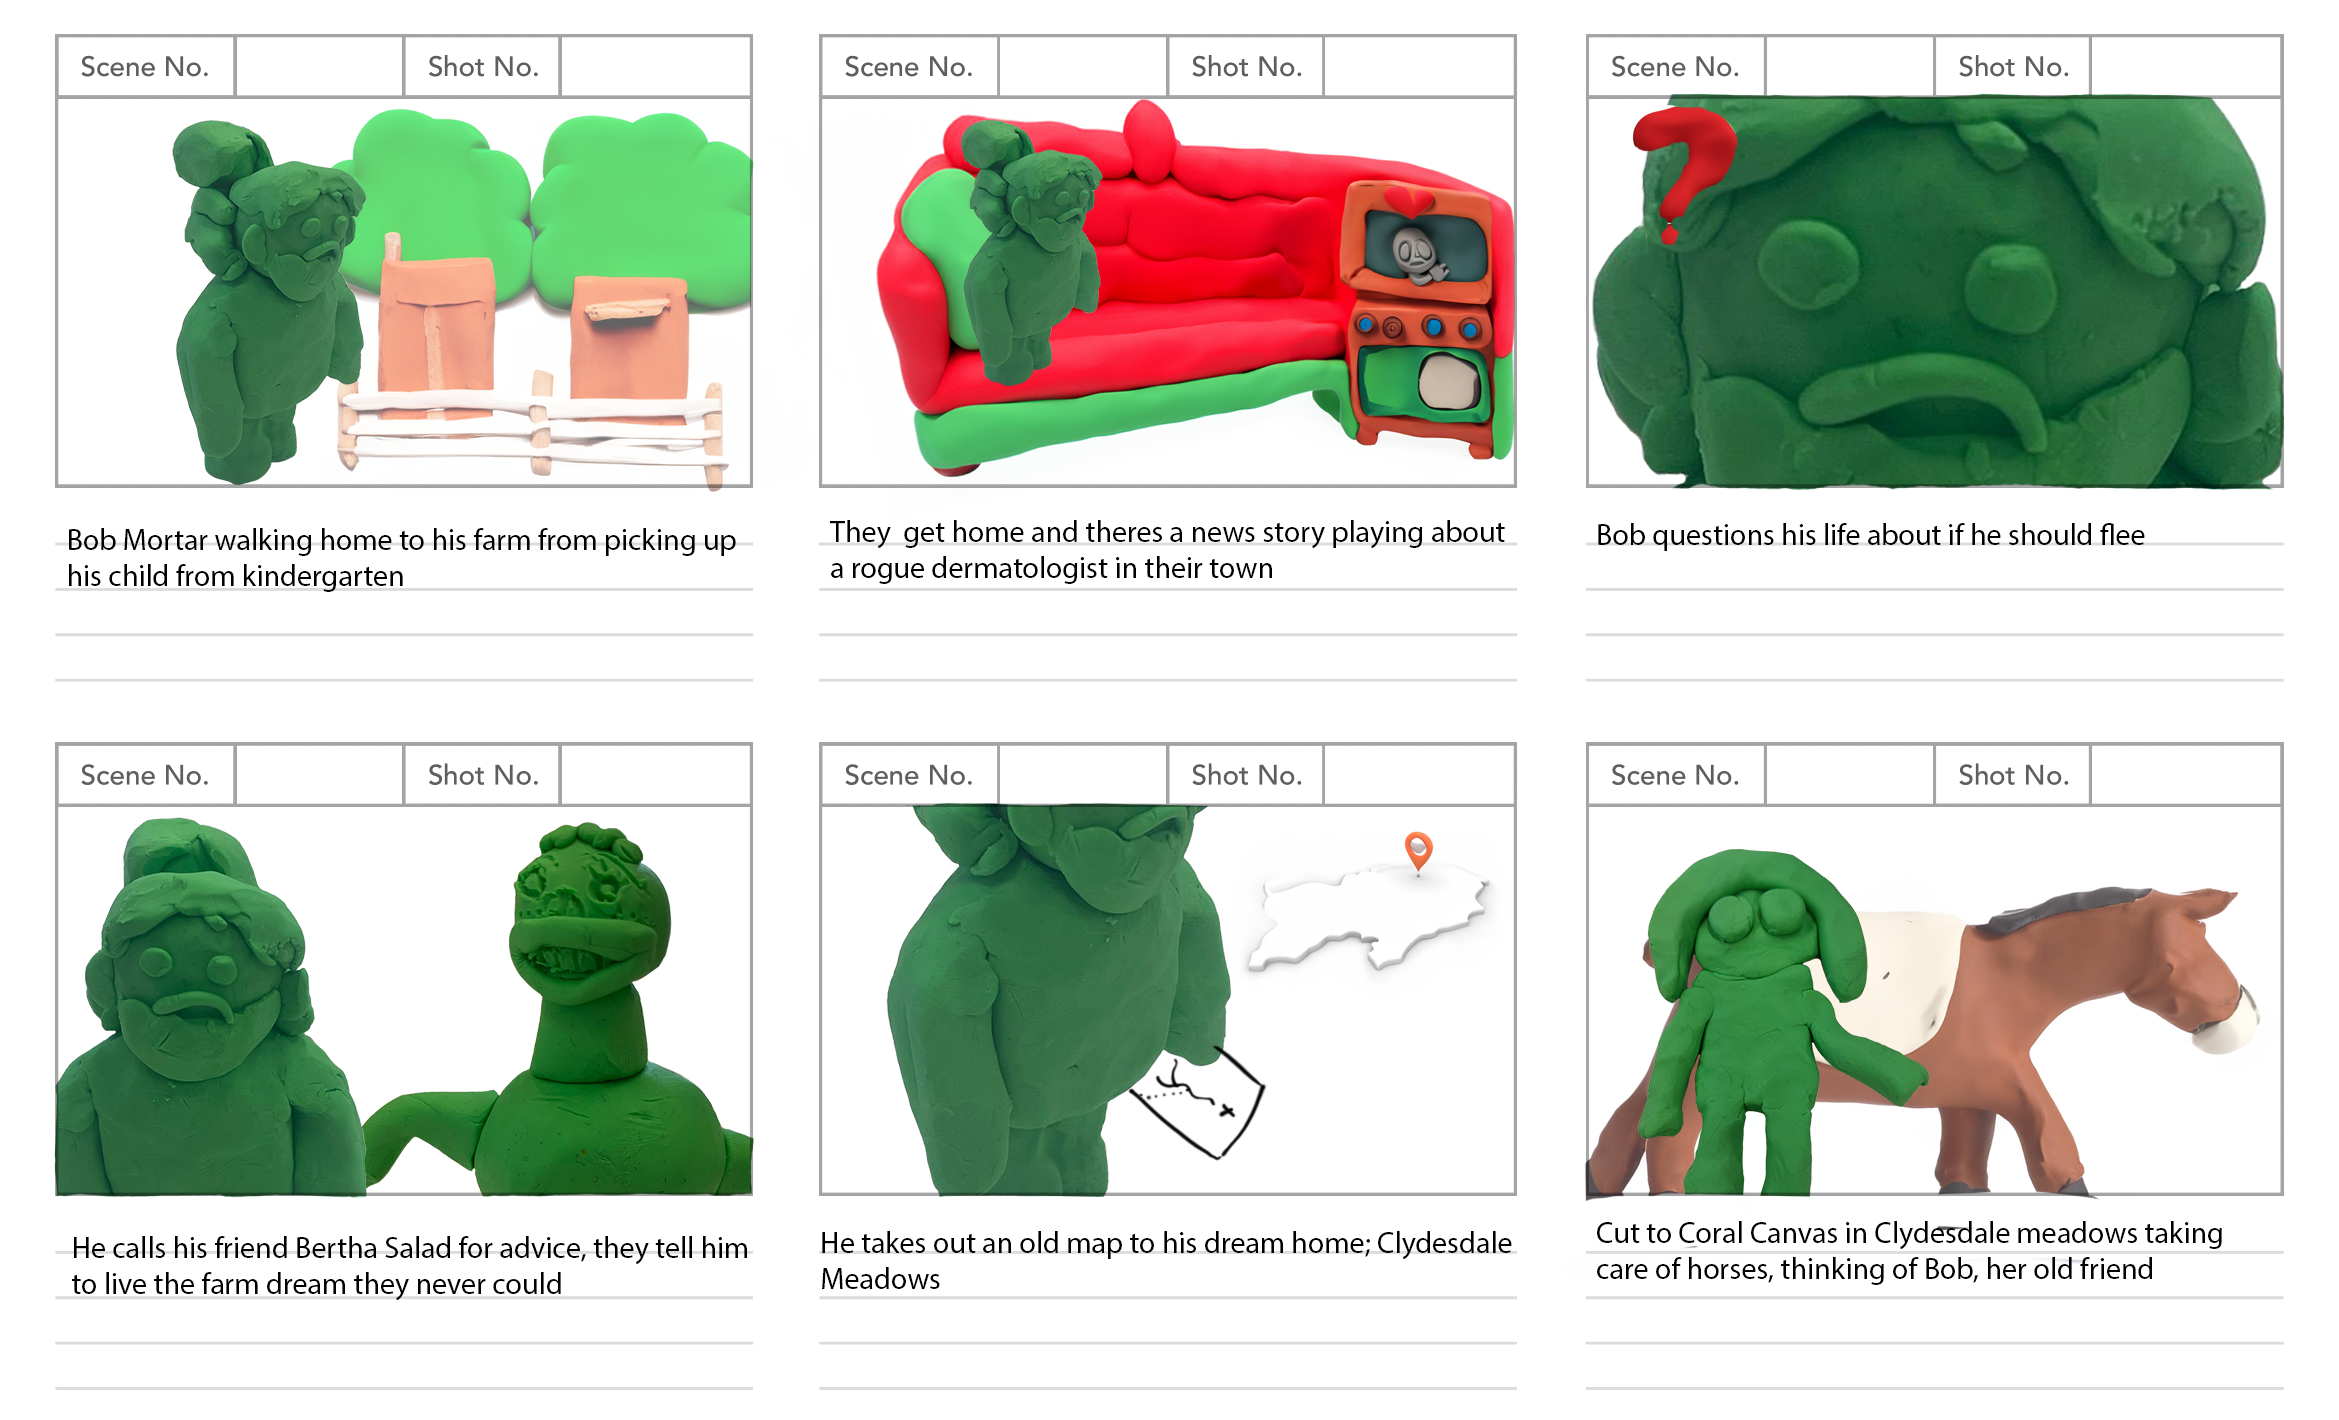 Scene No. Shot No.
Bob Mortar walking home to his farm from picking up
his child from kindergarten
Scene No. Shot No.
They  get home and theres a news story playing about
a rogue dermatologist in their town
Scene No. Shot No.
?
Bob questions his life about if he should flee
Scene No. Shot No.
He calls his friend Bertha Salad for advice, they tell him
to live the farm dream they never could
Scene No. Shot No.
He takes out an old map to his dream home; Clydesdale
Meadows
Scene No. Shot No.
Cut to Coral Canvas in Clydesdale meadows taking
care of horses, thinking of Bob, her old friend